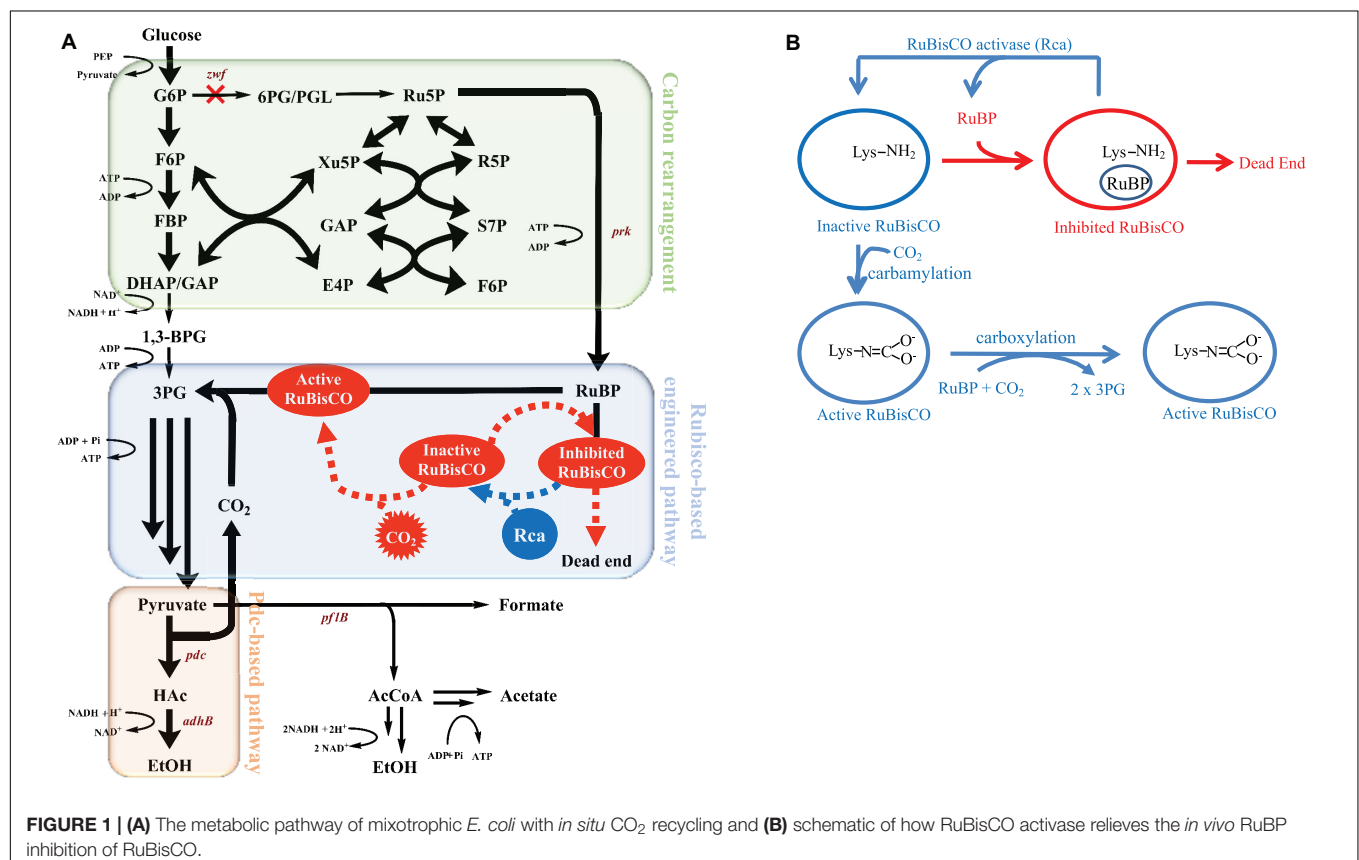 A
Glucose
PEP
Pyruvate
zwf
G6P
6PG/PGL
Ru5P
F6P
Xu5P
R5P
ATP
ADP
FBP
GAP
S7P
ATP
ADP
prk
DHAP/GAP
E4P
F6P
Carbon rearrangement
NAD⁺
NADH + H⁺
1,3-BPG
ADP
ATP
3PG
Active
RuBisCO
RuBP
Inactive
RuBisCO
Inhibited
RuBisCO
ADP + Pi
ATP
CO₂
CO₂
Rca
Dead end
Rubisco-based
engineered pathway
Pyruvate
pflB
Formate
pdc
HAc
AcCoA
Acetate
NADH + H⁺
NAD⁺
adhB
2NADH + 2H⁺
2 NAD⁺
ADP+Pi
ATP
EtOH
EtOH
Pdc-based pathway
B
RuBisCO activase (Rca)
RuBP
Lys–NH₂
Lys–NH₂
RuBP
Dead End
Inactive RuBisCO
Inhibited RuBisCO
CO₂
carbamylation
carboxylation
Lys–N=C O⁻ O⁻
Lys–N=C O⁻ O⁻
RuBP + CO₂
2 x 3PG
Active RuBisCO
Active RuBisCO
FIGURE 1 | (A) The metabolic pathway of mixotrophic E. coli with in situ CO₂ recycling and (B) schematic of how RuBisCO activase relieves the in vivo RuBP
inhibition of RuBisCO.